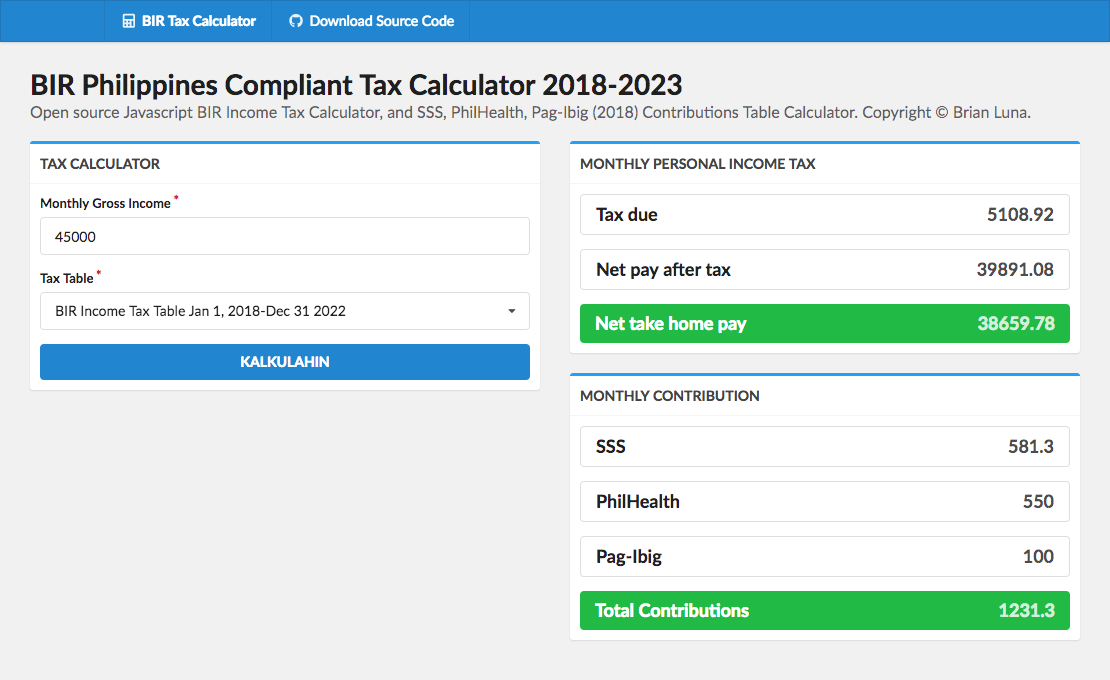 BIR Tax Calculator Download Source Code
BIR Philippines Compliant Tax Calculator 2018-2023
Open source Javascript BIR Income Tax Calculator, and SSS, PhilHealth, Pag-Ibig (2018) Contributions Table Calculator. Copyright © Brian Luna.
TAX CALCULATOR
Monthly Gross Income *
45000
Tax Table *
BIR Income Tax Table Jan 1, 2018-Dec 31 2022
KALKULAHIN
MONTHLY PERSONAL INCOME TAX
Tax due 5108.92
Net pay after tax 39891.08
Net take home pay 38659.78
MONTHLY CONTRIBUTION
SSS 581.3
PhilHealth 550
Pag-Ibig 100
Total Contributions 1231.3